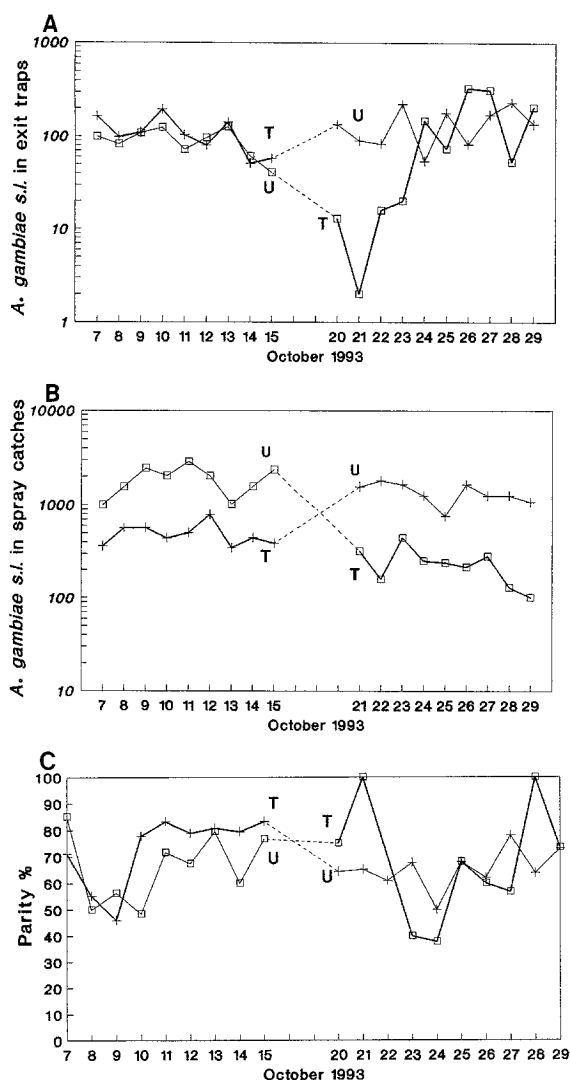 A
A. gambiae s.l. in exit traps
1000
100
10
1
T
U
T
U
7 8 9 10 11 12 13 14 15 20 21 22 23 24 25 26 27 28 29
October 1993
B
A. gambiae s.l. in spray catches
10000
1000
100
10
U
T
U
T
7 8 9 10 11 12 13 14 15 21 22 23 24 25 26 27 28 29
October 1993
C
Parity %
100
90
80
70
60
50
40
30
20
10
0
T
U
T
U
7 8 9 10 11 12 13 14 15 20 21 22 23 24 25 26 27 28 29
October 1993